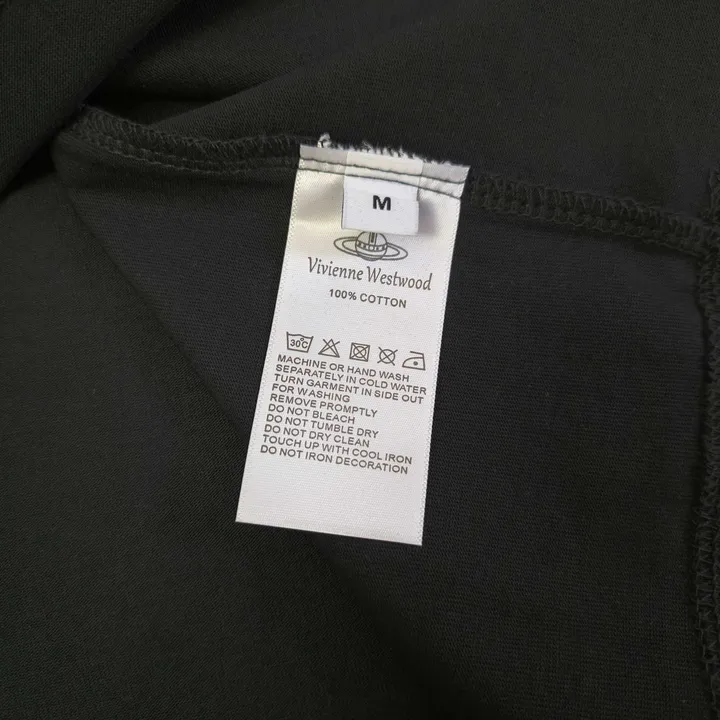 M
Vivienne Westwood
100% COTTON
30C
MACHINE OR HAND WASH
SEPARATELY IN COLD WATER
TURN GARMENT IN SIDE OUT
FOR WASHING
REMOVE PROMPTLY
DO NOT BLEACH
DO NOT TUMBLE DRY
DO NOT DRY CLEAN
TOUCH UP WITH COOL IRON
DO NOT IRON DECORATION